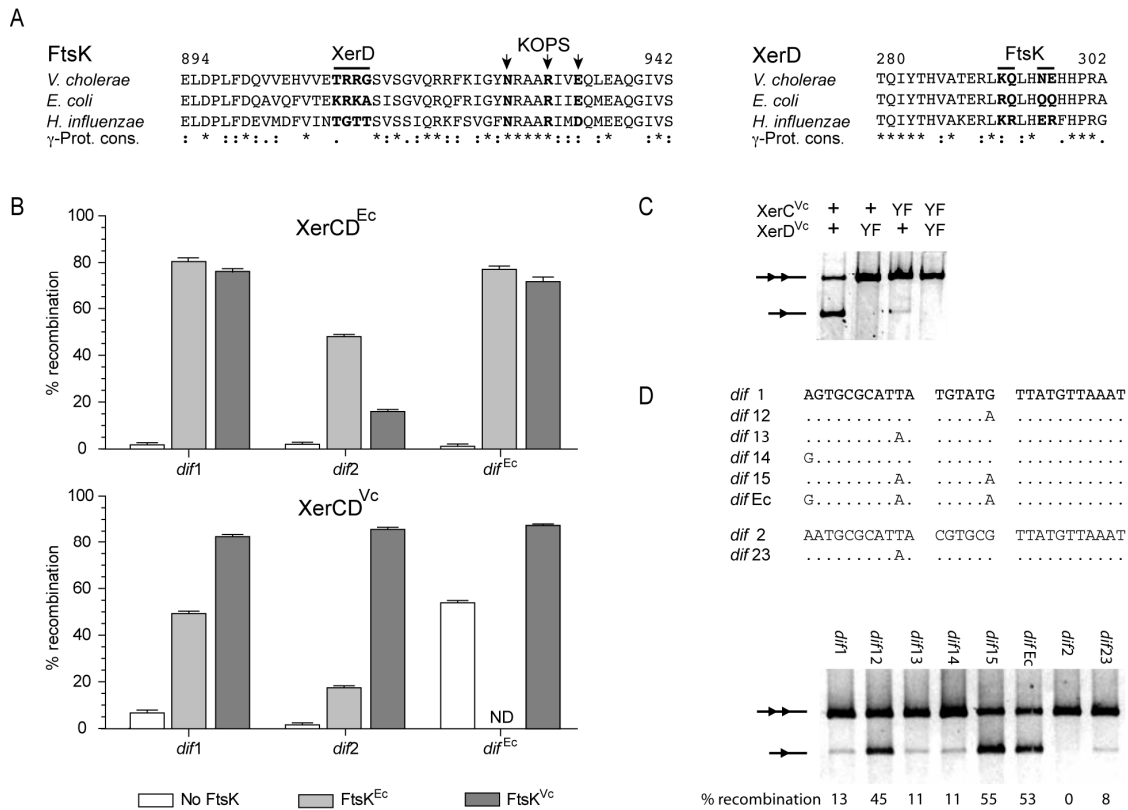 A
FtsK
894 XerD KOPS 942
V. cholerae ELDPLFDQVVEHVVETRRGSVSGVQRRFKIGYNRAARIVEQLEAQGIVS
E. coli ELDPLFDQAVQFVTEKRKASISGVQRQFRIGYNRAARIIEQMEAQGIVS
H. influenzae ELDPLFDEVMDFVINTGTTSVSSIQRKFSVGFNRAARIMDQMEEQGIVS
γ-Prot. cons.
XerD
280 FtsK 302
V. cholerae TQIYTHVATERLKQLHNEHHPRA
E. coli TQIYTHVATERLRQLHQQHHPRA
H. influenzae TQIYTHVAKERLKRLHERFHPRG
γ-Prot. cons.
B
XerCD Ec
% recombination
100
80
60
40
20
0
dif1 dif2 dif Ec
XerCD Vc
% recombination
100
80
60
40
20
0
ND
dif1 dif2 dif Ec
No FtsK FtsK Ec FtsK Vc
C
XerC Vc + + YF YF
XerD Vc + YF + YF
D
dif 1 AGTGCGCATTA TGTATG TTATGTTAAAT
dif 12 ........... .....A ...........
dif 13 .........A. ...... ...........
dif 14 G.......... ...... ...........
dif 15 .........A. .....A ...........
dif Ec G........A. .....A ...........
dif 2 AATGCGCATTA CGTGCG TTATGTTAAAT
dif 23 .........A. ...... ...........
dif1 dif12 dif13 dif14 dif15 dif Ec dif2 dif23
% recombination 13 45 11 11 55 53 0 8